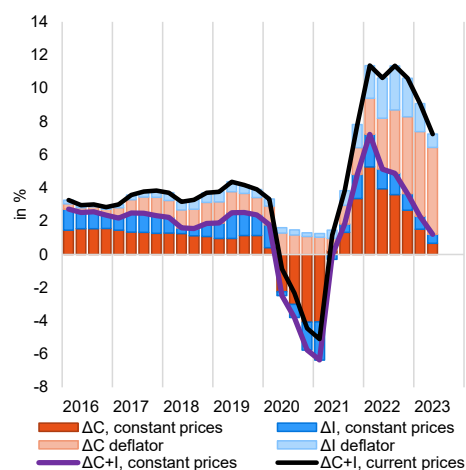 14
12
10
8
6
4
2
0
-2
-4
-6
-8
in %
2016 2017 2018 2019 2020 2021 2022 2023
ΔC, constant prices ΔI, constant prices
ΔC deflator ΔI deflator
ΔC+I, constant prices ΔC+I, current prices